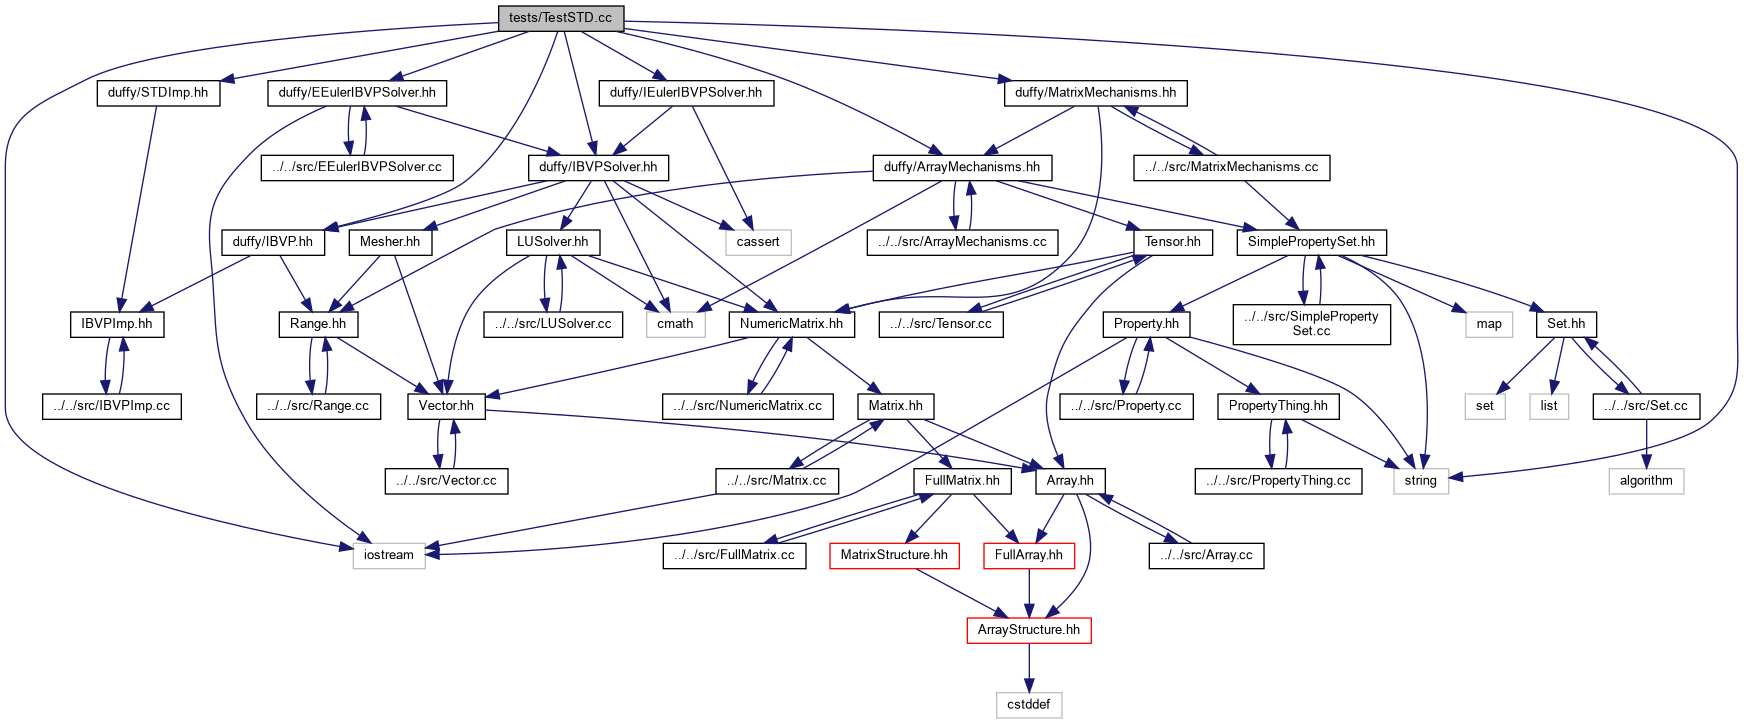 tests/TestSTD.cc
duffy/STDImp.hh
duffy/EEulerIBVPSolver.hh
duffy/IEulerIBVPSolver.hh
duffy/MatrixMechanisms.hh
../../src/EEulerIBVPSolver.cc
duffy/IBVPSolver.hh
duffy/ArrayMechanisms.hh
../../src/MatrixMechanisms.cc
duffy/IBVP.hh
Mesher.hh
LUSolver.hh
cassert
../../src/ArrayMechanisms.cc
Tensor.hh
SimplePropertySet.hh
IBVPImp.hh
Range.hh
../../src/LUSolver.cc
cmath
NumericMatrix.hh
../../src/Tensor.cc
Property.hh
../../src/SimpleProperty
Set.cc
map
Set.hh
../../src/IBVPImp.cc
../../src/Range.cc
Vector.hh
../../src/NumericMatrix.cc
Matrix.hh
../../src/Property.cc
PropertyThing.hh
set
list
../../src/Set.cc
../../src/Vector.cc
../../src/Matrix.cc
FullMatrix.hh
Array.hh
../../src/PropertyThing.cc
string
algorithm
iostream
../../src/FullMatrix.cc
MatrixStructure.hh
FullArray.hh
../../src/Array.cc
ArrayStructure.hh
cstddef